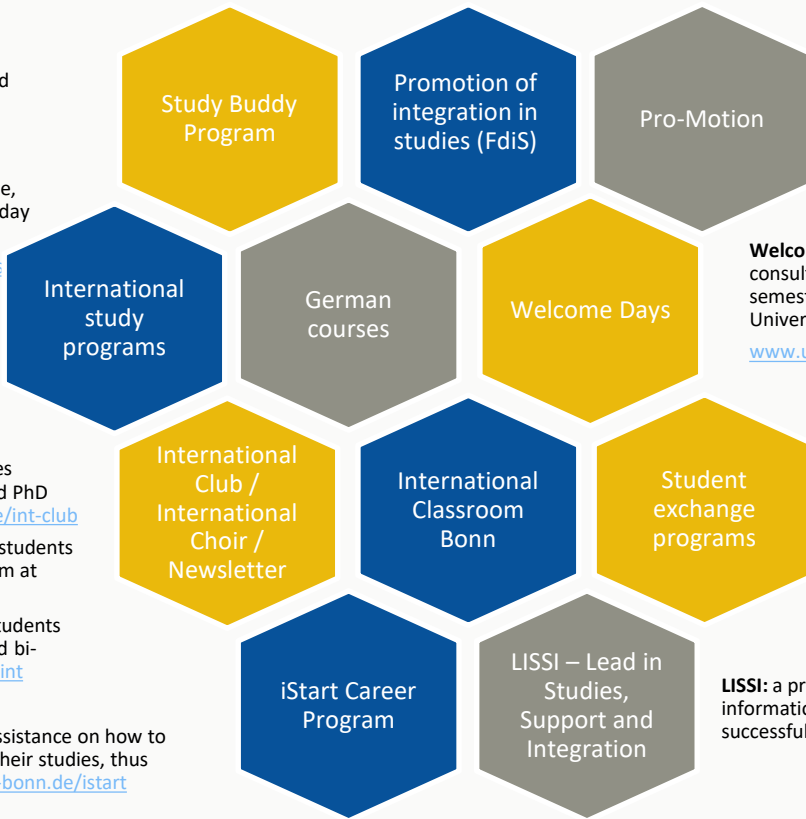 d
e,
day
Study Buddy
Program
Promotion of
integration in
studies (FdiS)
Pro-Motion
International
study
programs
German
courses
Welcome Days
Welco
consult
semest
Univer
www.u
es
d PhD
e/int-club
students
m at
tudents
d bi-
int
ssistance on how to
heir studies, thus
-bonn.de/istart
International
Club /
International
Choir /
Newsletter
International
Classroom
Bonn
Student
exchange
programs
iStart Career
Program
LISSI – Lead in
Studies,
Support and
Integration
LISSI: a pr
informatio
successful